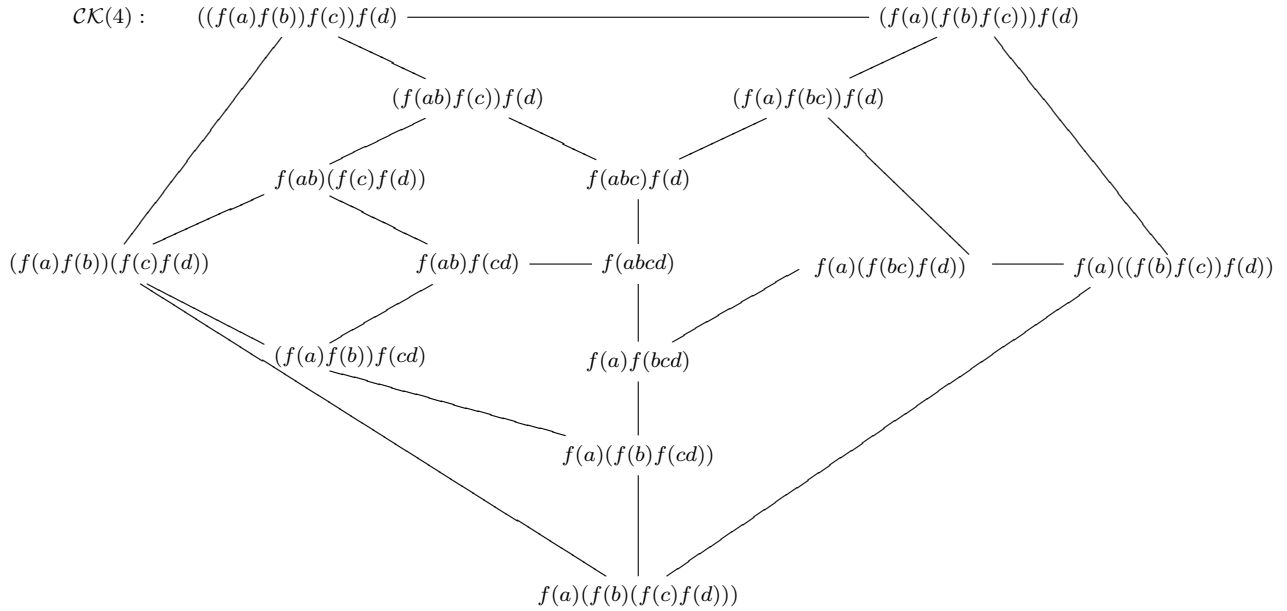 𝒞𝒦(4) : ((f(a)f(b))f(c))f(d) (f(a)(f(b)f(c)))f(d)
(f(ab)f(c))f(d) (f(a)f(bc))f(d)
f(ab)(f(c)f(d)) f(abc)f(d)
(f(a)f(b))(f(c)f(d)) f(ab)f(cd) f(abcd) f(a)(f(bc)f(d)) f(a)((f(b)f(c))f(d))
(f(a)f(b))f(cd) f(a)f(bcd)
f(a)(f(b)f(cd))
f(a)(f(b)(f(c)f(d)))